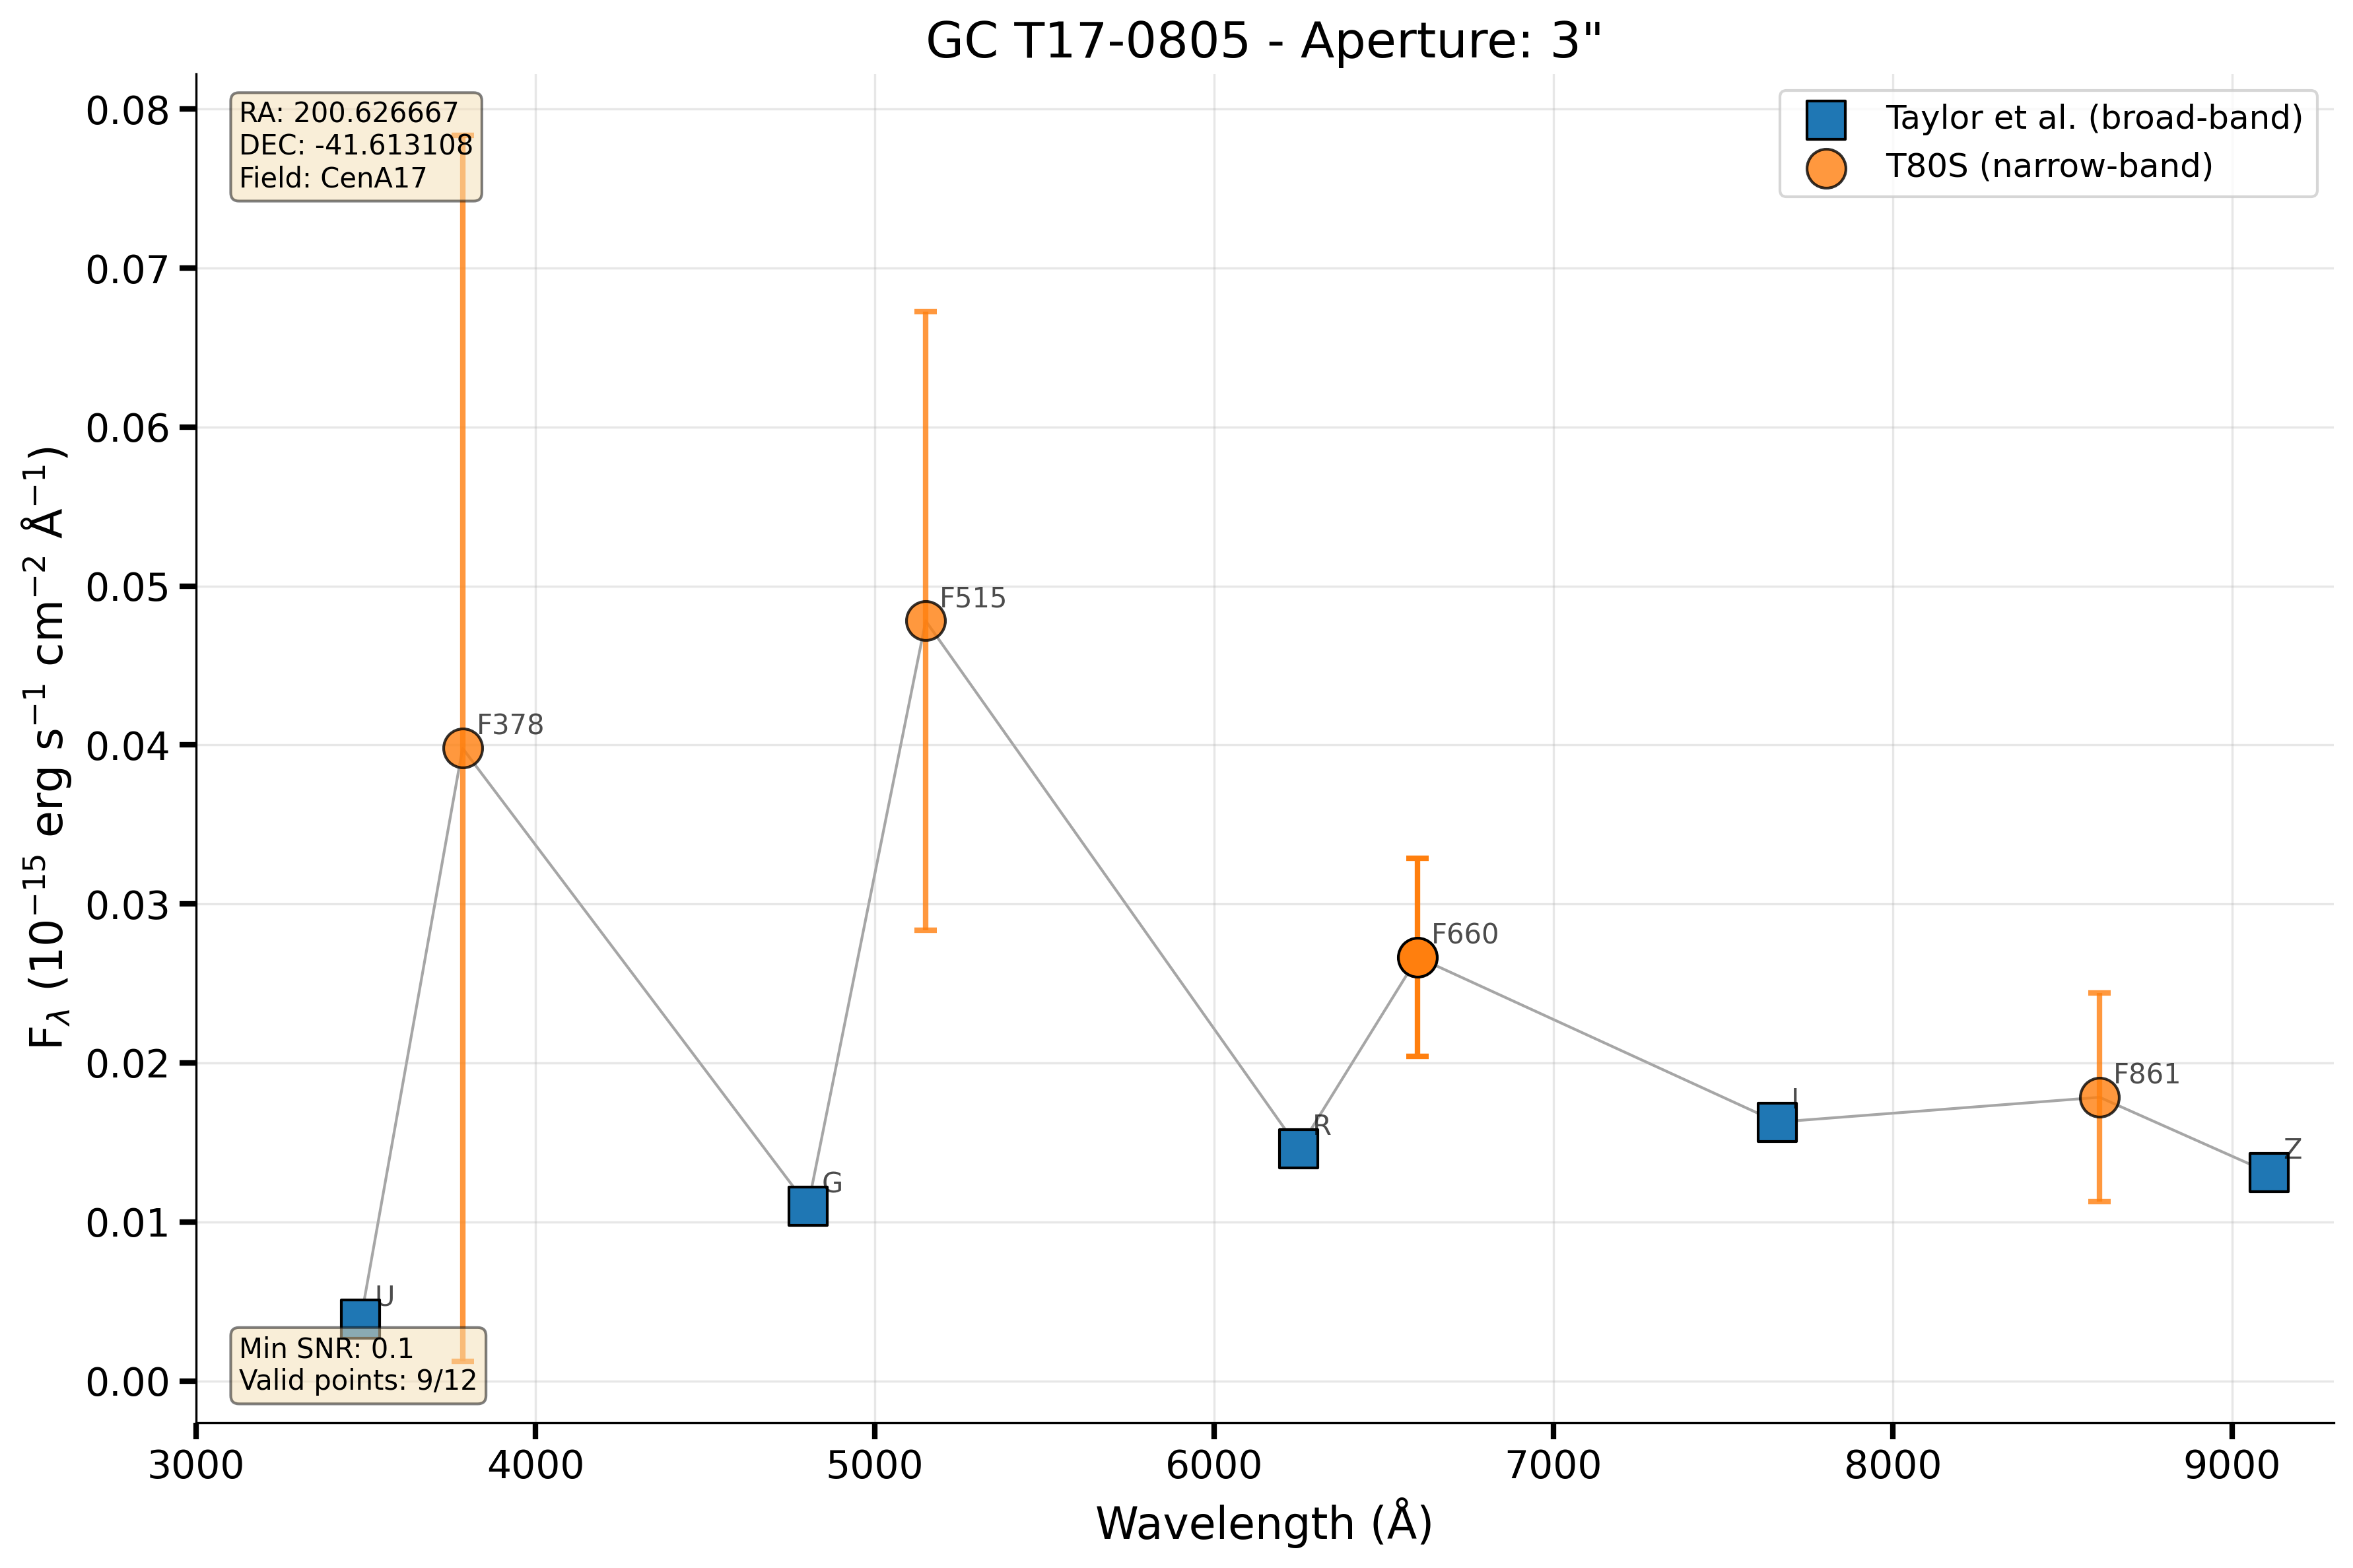 GC T17-0805 - Aperture: 3"
RA: 200.626667
DEC: -41.613108
Field: CenA17
Taylor et al. (broad-band)
T80S (narrow-band)
0.08
0.07
0.06
0.05
0.04
0.03
0.02
0.01
0.00
F_λ (10⁻¹⁵ erg s⁻¹ cm⁻² Å⁻¹)
F515
F378
F660
F861
I
R
Z
G
U
Min SNR: 0.1
Valid points: 9/12
3000 4000 5000 6000 7000 8000 9000
Wavelength (Å)